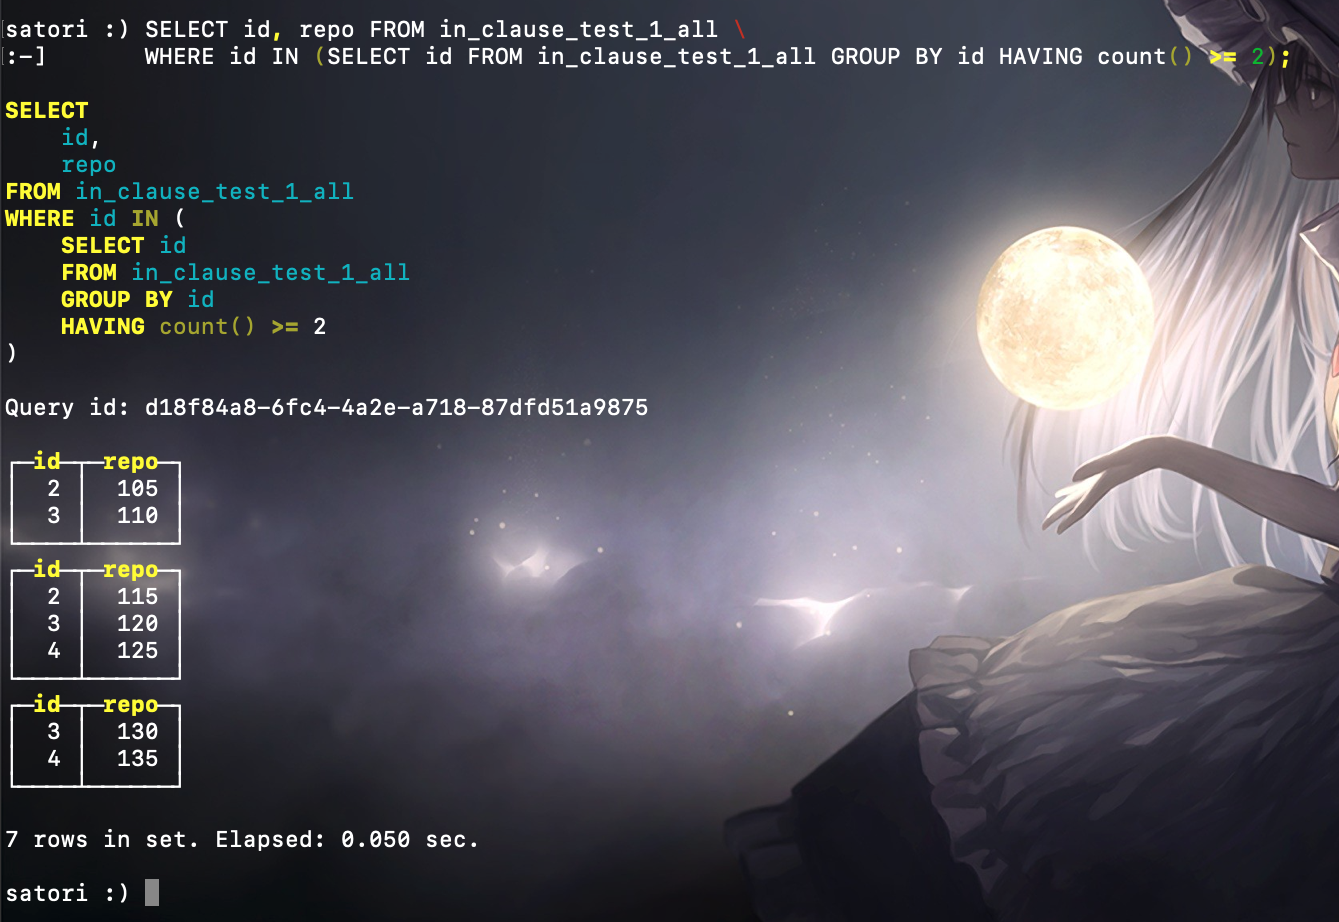 satori :) SELECT id, repo FROM in_clause_test_1_all \
:-]       WHERE id IN (SELECT id FROM in_clause_test_1_all GROUP BY id HAVING count() >= 2);
SELECT
    id,
    repo
FROM in_clause_test_1_all
WHERE id IN (
    SELECT id
    FROM in_clause_test_1_all
    GROUP BY id
    HAVING count() >= 2
)
Query id: d18f84a8-6fc4-4a2e-a718-87dfd51a9875
id repo
2 105
3 110
id repo
2 115
3 120
4 125
id repo
3 130
4 135
7 rows in set. Elapsed: 0.050 sec.
satori :)